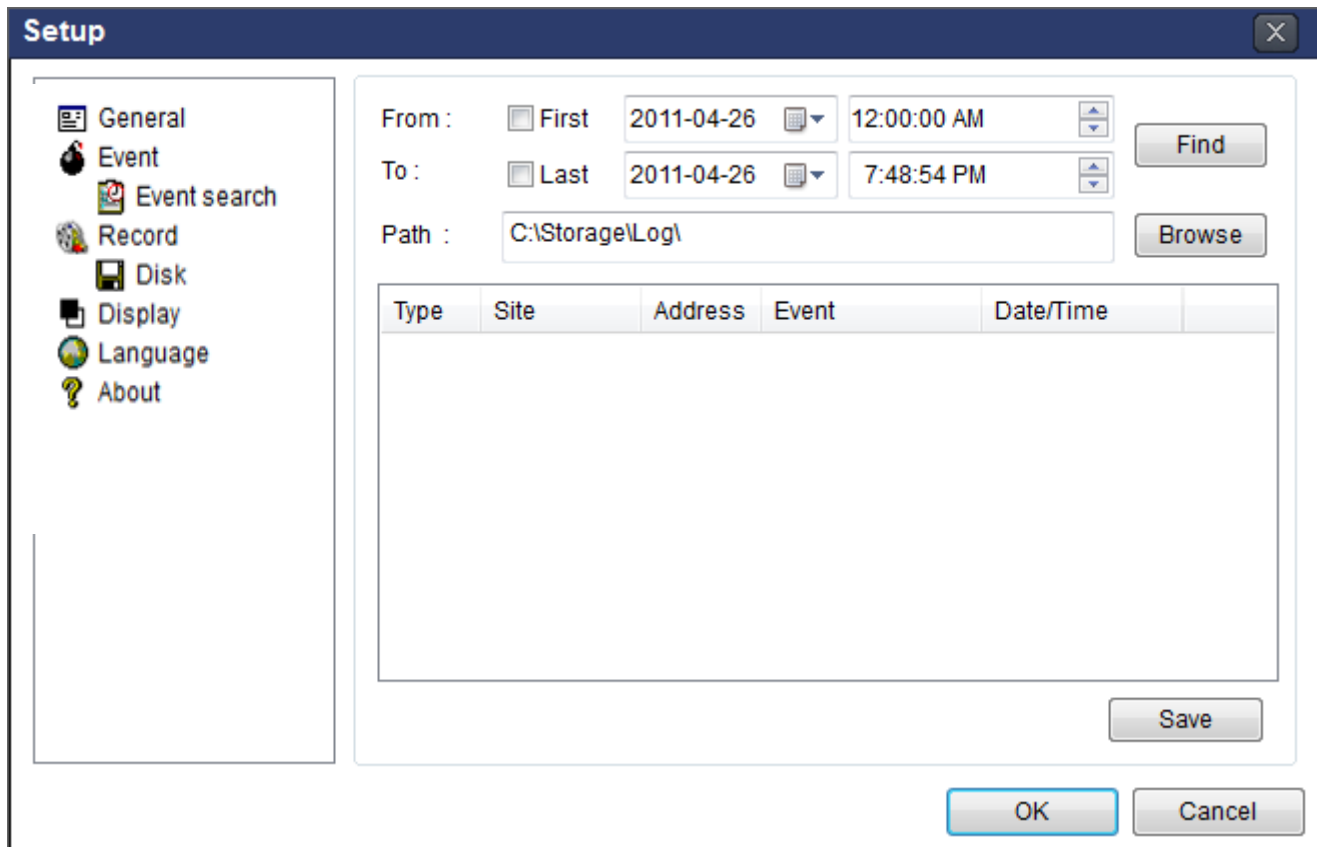 Setup
General
Event
Event search
Record
Disk
Display
Language
About
From : First 2011-04-26 12:00:00 AM
Find
To : Last 2011-04-26 7:48:54 PM
Path : C:\Storage\Log\ Browse
Type Site Address Event Date/Time
Save
OK Cancel